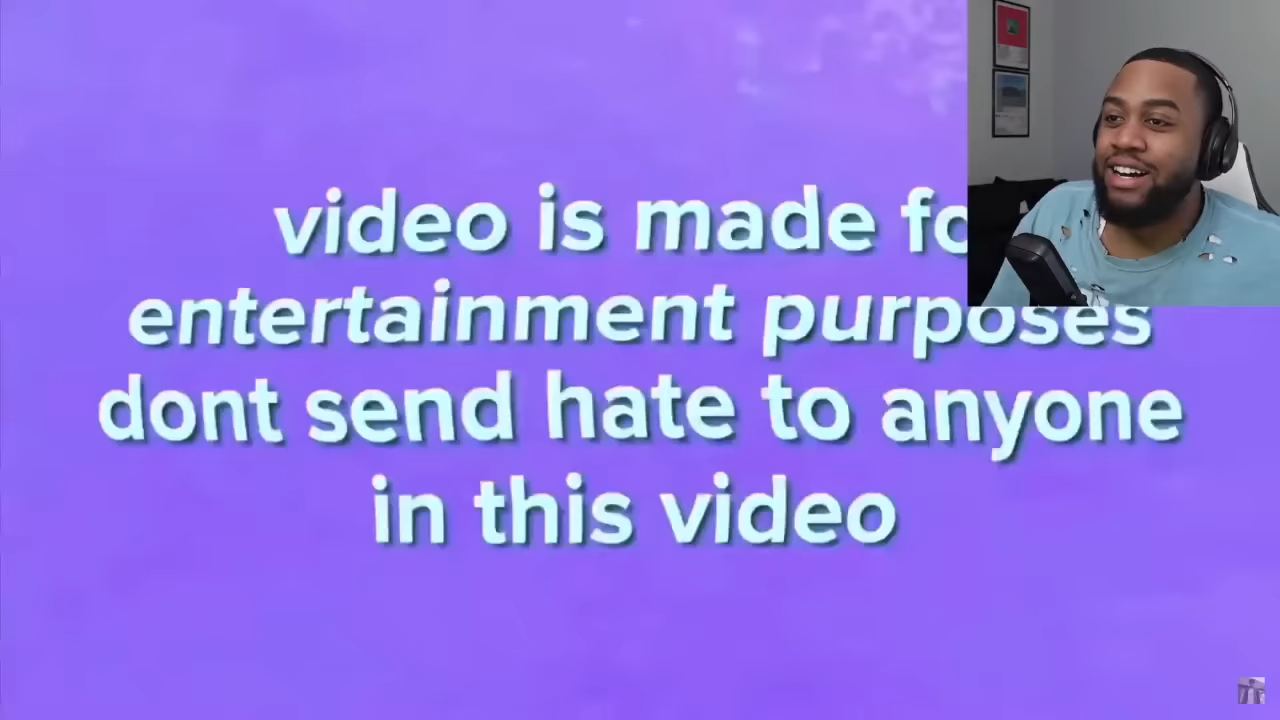 video is made fo
entertainment purposes
dont send hate to anyone
in this video